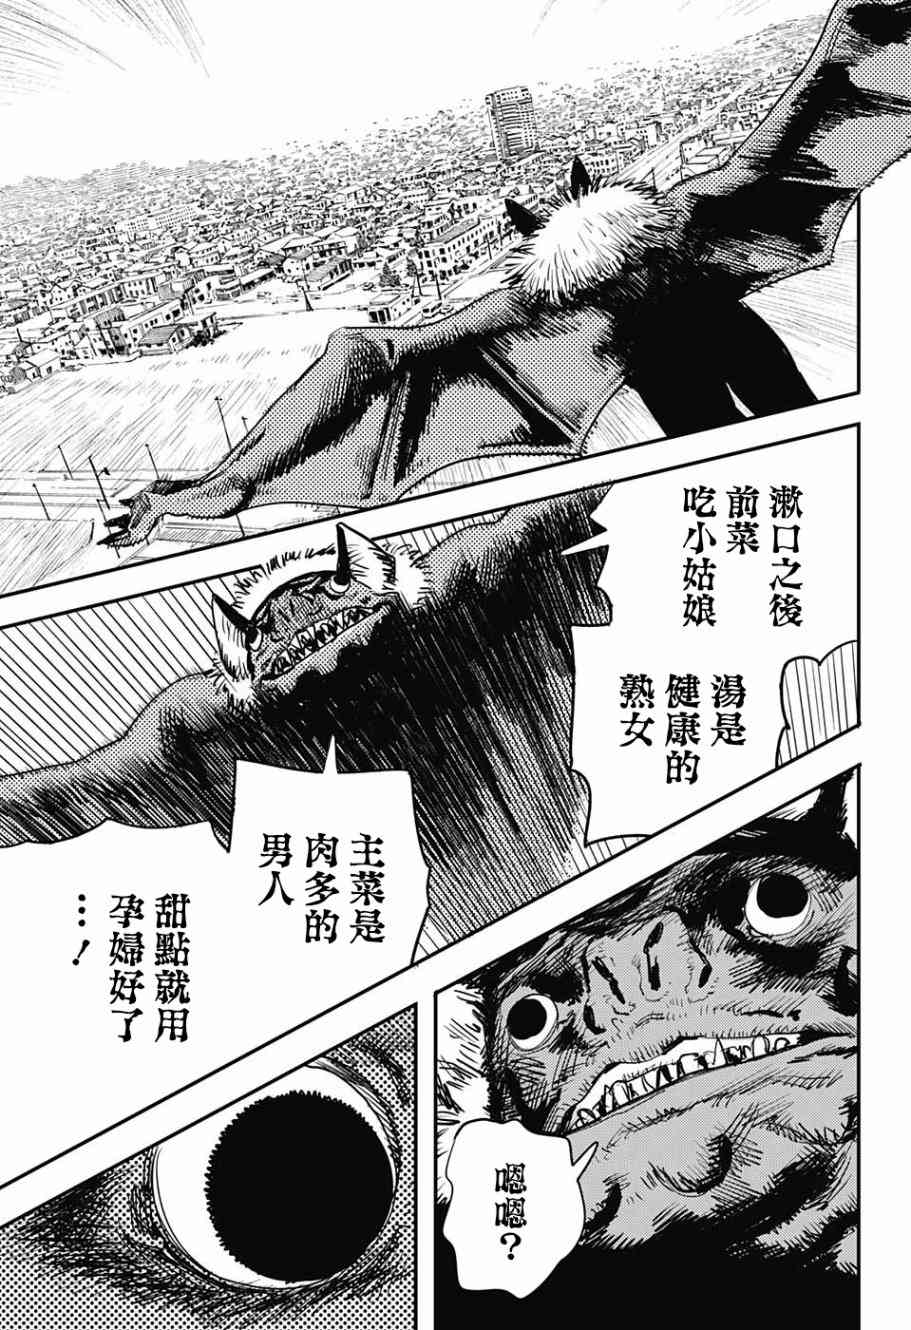 漱口之後
前菜
吃小姑娘
湯是
健康的
熟女
主菜是
肉多的
男人
甜點就用
孕婦好了
…！
嗯嗯？